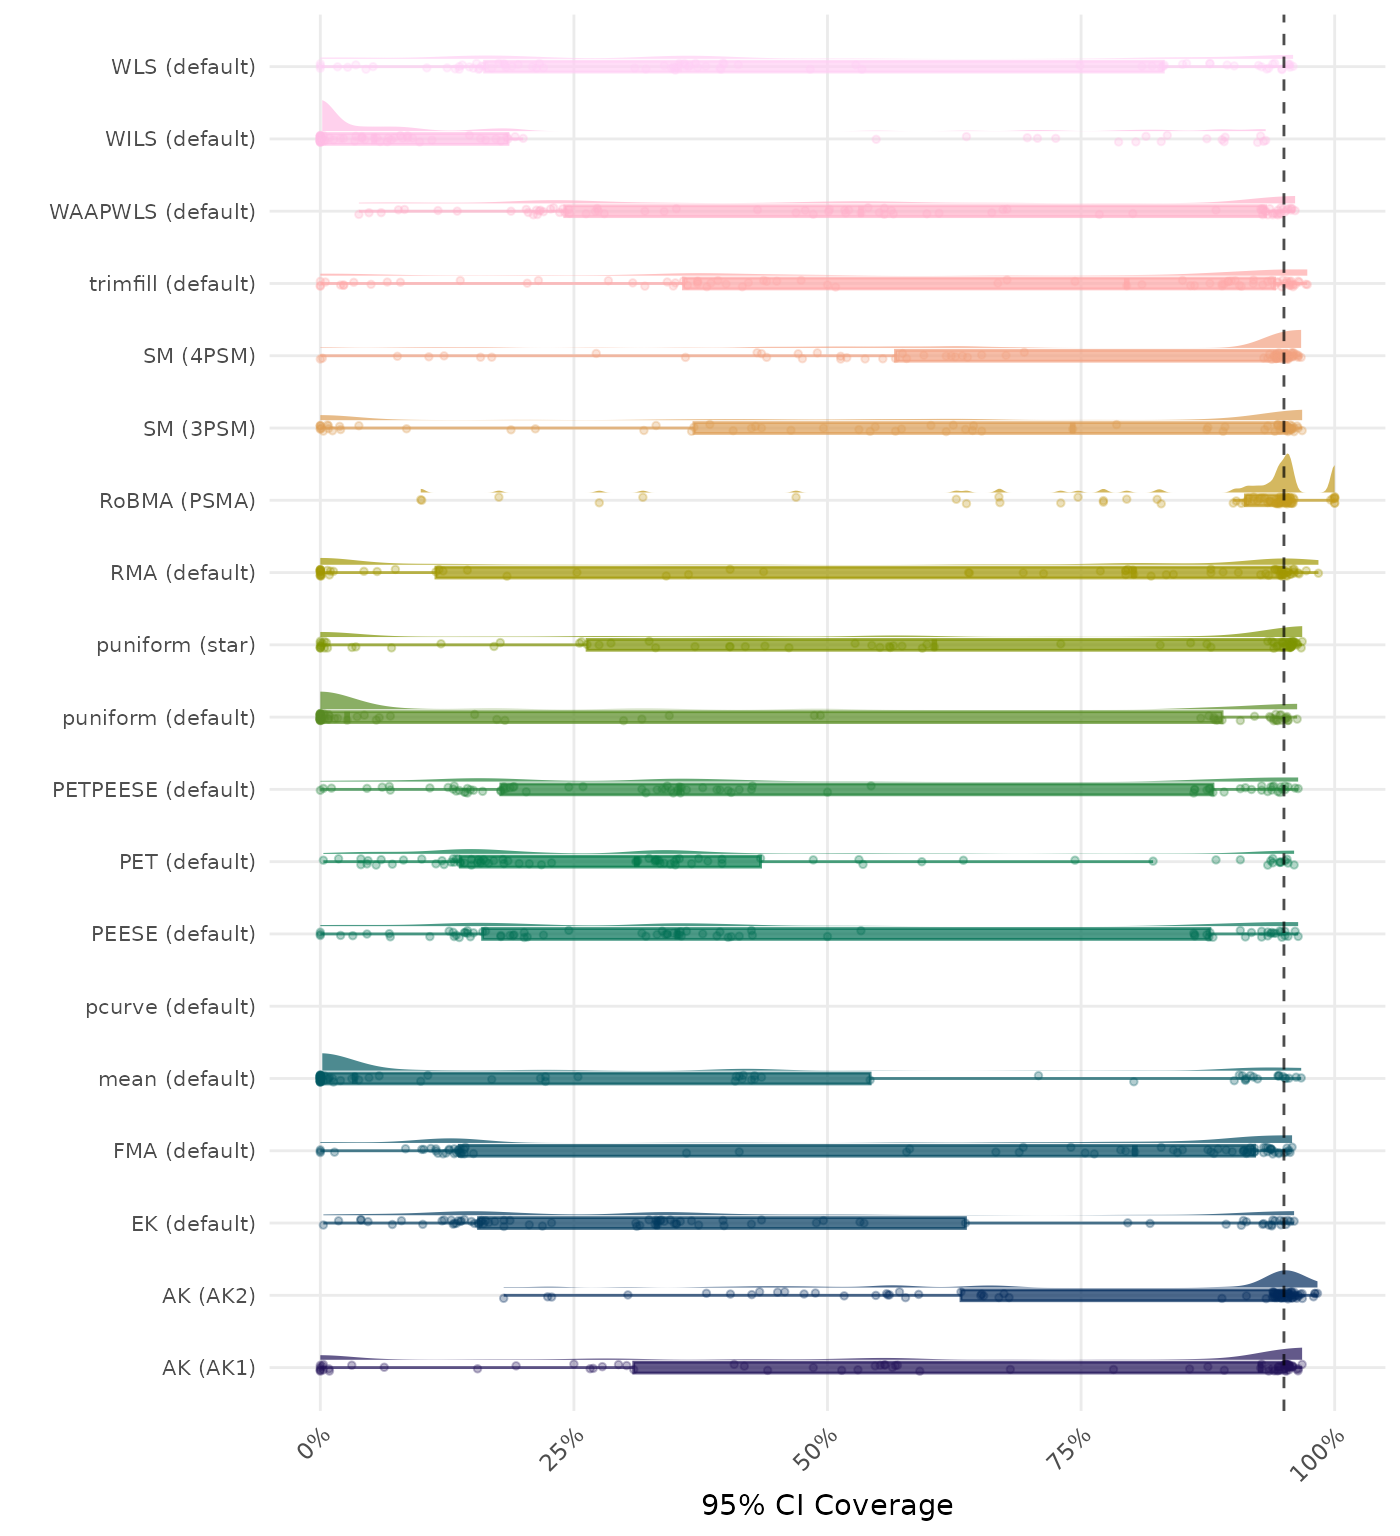 WLS (default)
WILS (default)
WAAPWLS (default)
trimfill (default)
SM (4PSM)
SM (3PSM)
RoBMA (PSMA)
RMA (default)
puniform (star)
puniform (default)
PETPEESE (default)
PET (default)
PEESE (default)
pcurve (default)
mean (default)
FMA (default)
EK (default)
AK (AK2)
AK (AK1)
0%
25%
50%
75%
100%
95% CI Coverage